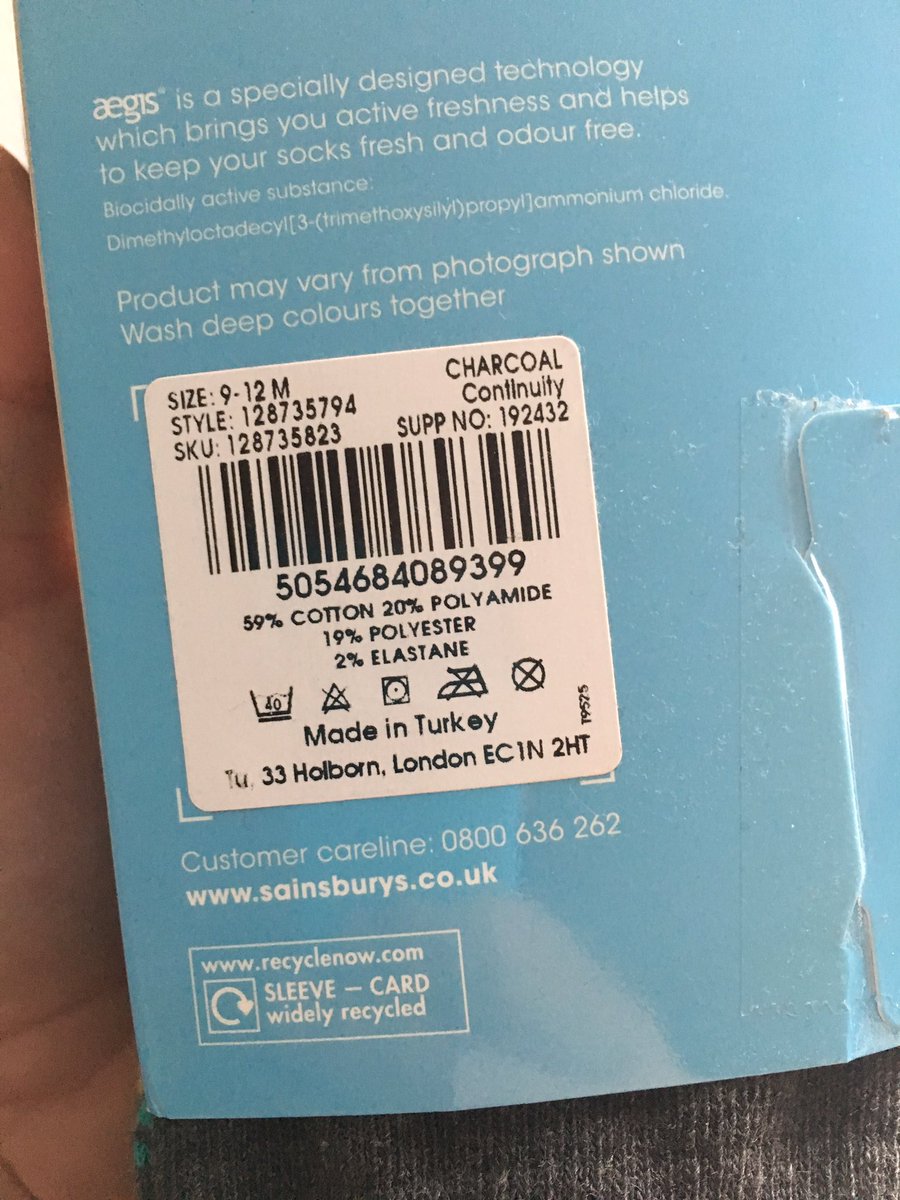 ægis® is a specially designed technology
which brings you active freshness and helps
to keep your socks fresh and odour free.
Biocidally active substance:
Dimethyloctadecyl[3-(trimethoxysilyl)propyl]ammonium chloride.
Product may vary from photograph shown
Wash deep colours together
SIZE: 9-12 M
CHARCOAL
STYLE: 128735794
Continuity
SKU: 128735823
SUPP NO: 192432
5054684089399
59% COTTON 20% POLYAMIDE
19% POLYESTER
2% ELASTANE
40
T9525
Made in Turkey
Tu, 33 Holborn, London EC1N 2HT
Customer careline: 0800 636 262
www.sainsburys.co.uk
www.recyclenow.com
SLEEVE – CARD
widely recycled